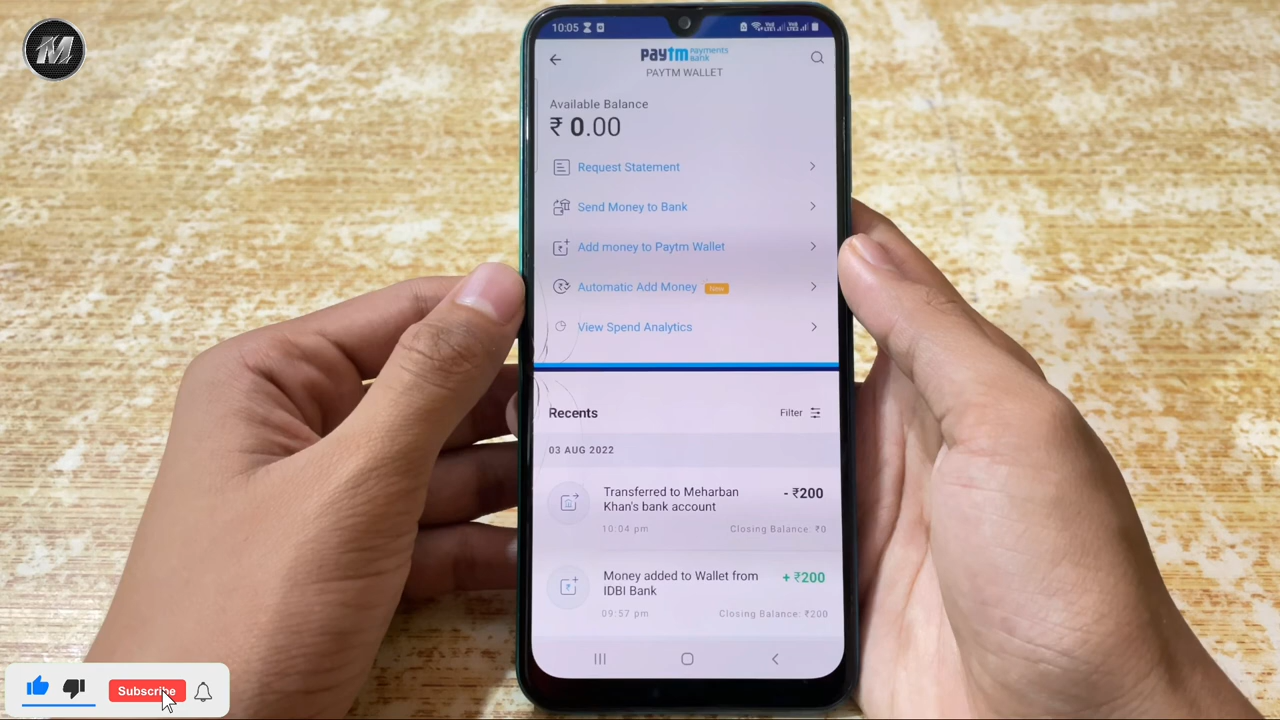 10:05
paytm Payments Bank
PAYTM WALLET
Available Balance
₹ 0.00
Request Statement
Send Money to Bank
Add money to Paytm Wallet
Automatic Add Money New
View Spend Analytics
Recents
Filter
03 AUG 2022
Transferred to Meharban
Khan's bank account
- ₹200
10:04 pm
Closing Balance: ₹0
Money added to Wallet from
IDBI Bank
+ ₹200
09:57 pm
Closing Balance: ₹200
Subscribe